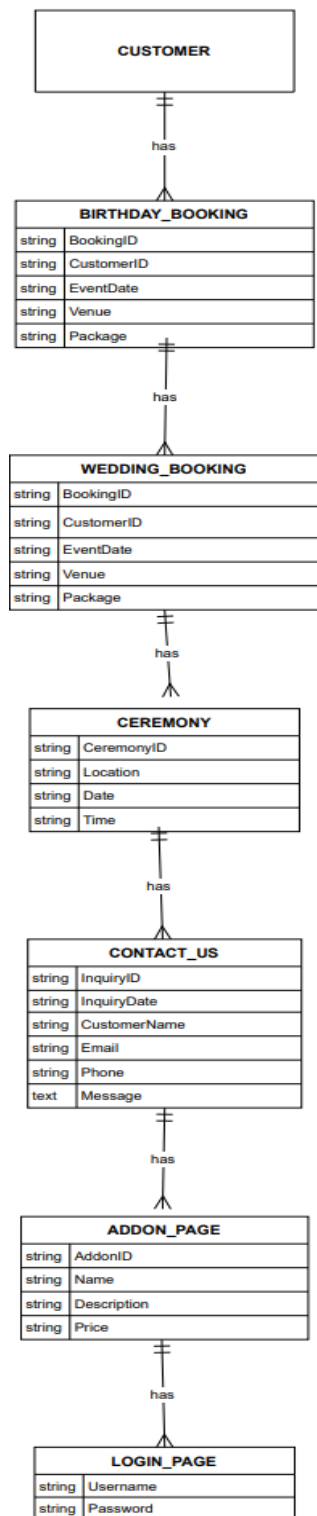 CUSTOMER
has
BIRTHDAY_BOOKING
string BookingID
string CustomerID
string EventDate
string Venue
string Package
has
WEDDING_BOOKING
string BookingID
string CustomerID
string EventDate
string Venue
string Package
has
CEREMONY
string CeremonyID
string Location
string Date
string Time
has
CONTACT_US
string InquiryID
string InquiryDate
string CustomerName
string Email
string Phone
text Message
has
ADDON_PAGE
string AddonID
string Name
string Description
string Price
has
LOGIN_PAGE
string Username
string Password